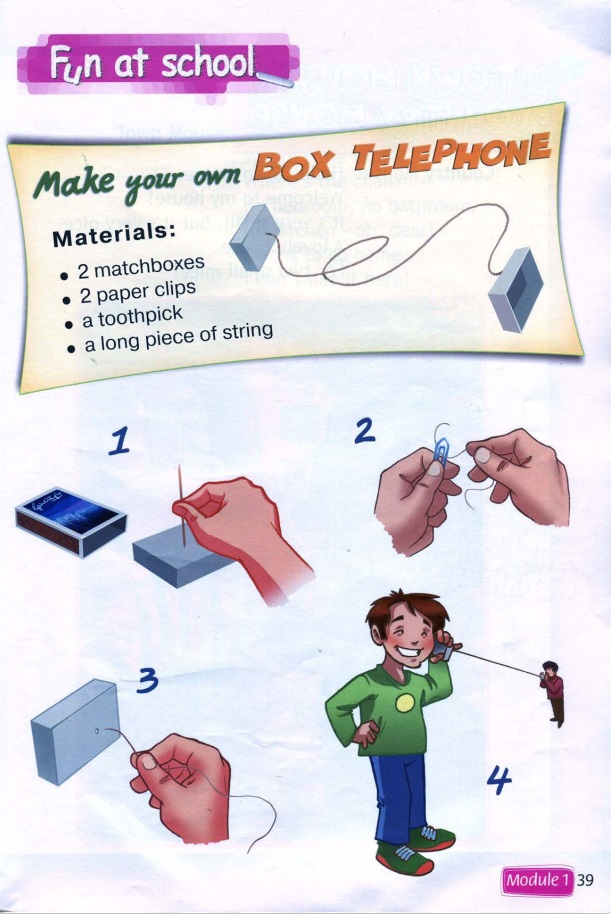 Fun at school
Make your own BOX TELEPHONE
Materials:
• 2 matchboxes
• 2 paper clips
• a toothpick
• a long piece of string
1
2
3
4
Module 1 39